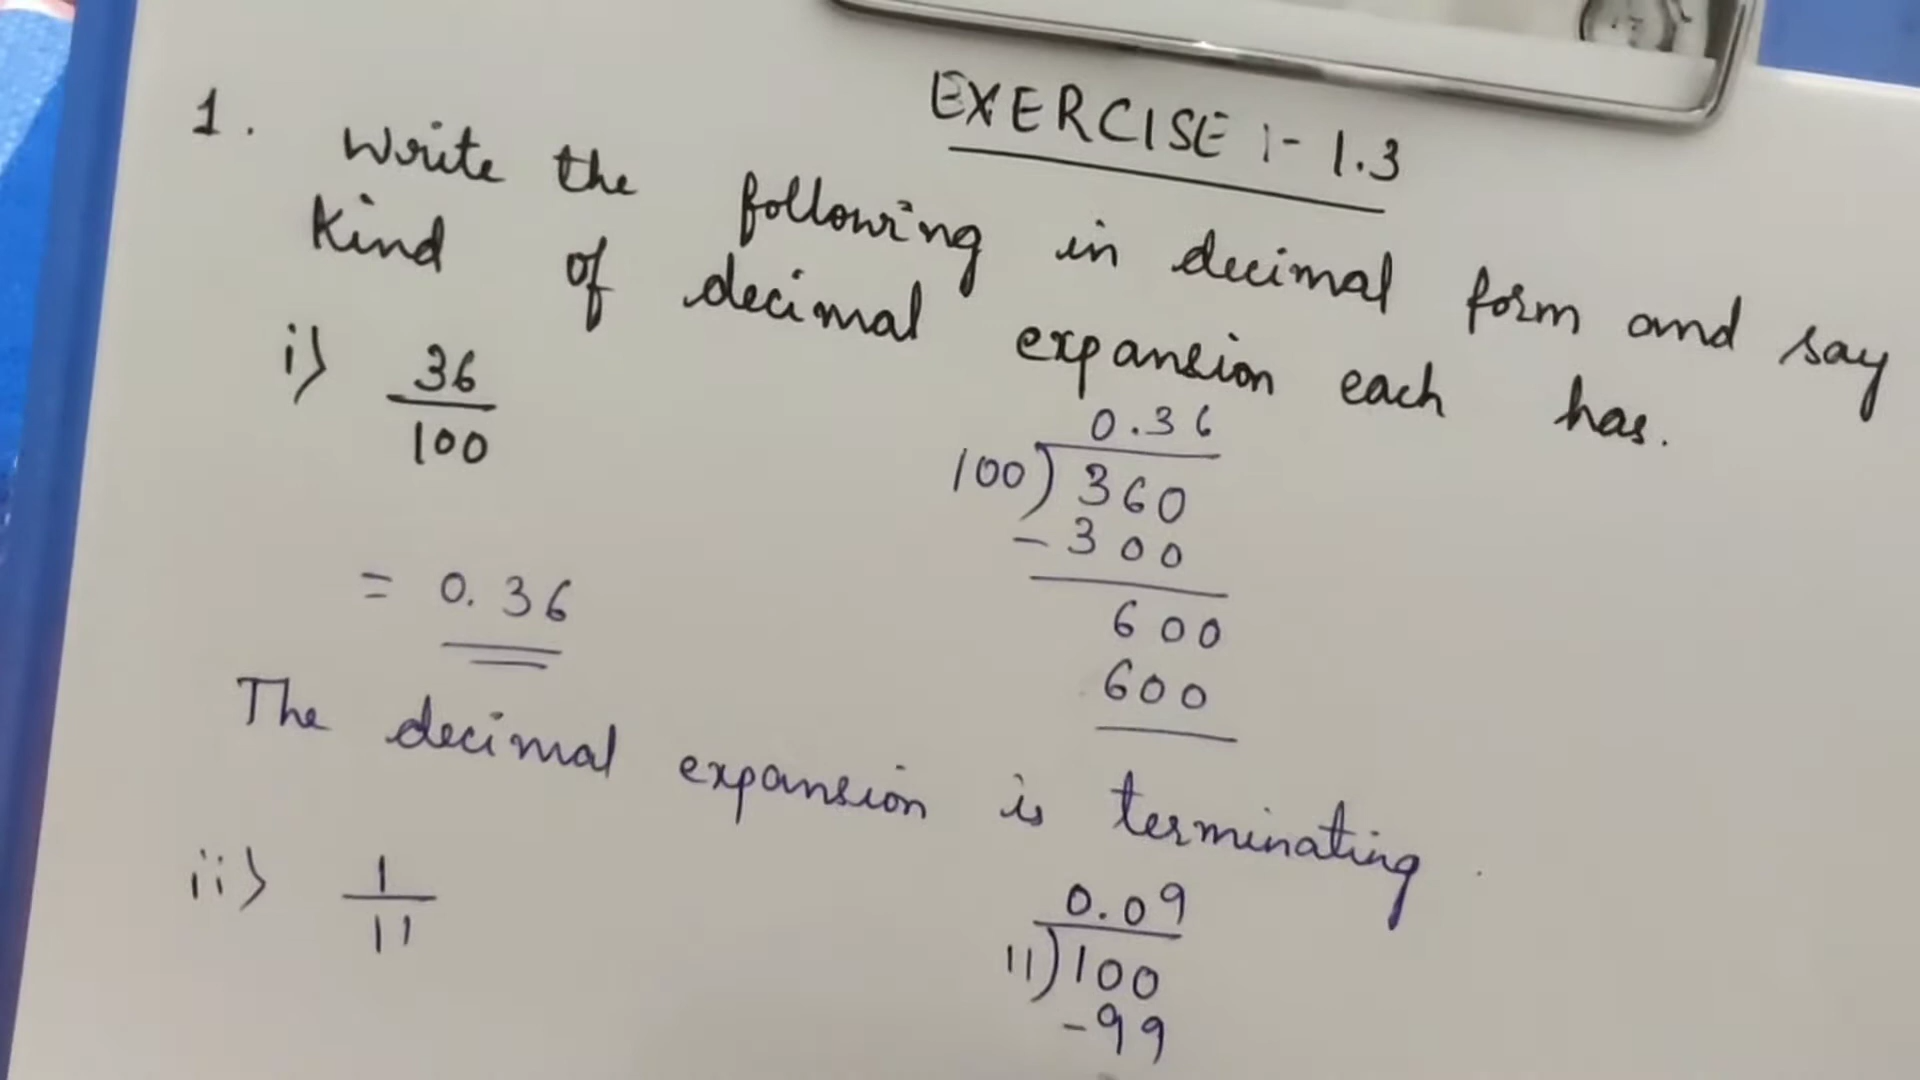 EXERCISE :- 1.3
1. Write the following in decimal form and say
kind of decimal expansion each has.
i) 36/100
0.36
100)360
-300
600
600
= 0.36
The decimal expansion is terminating.
ii) 1/11
0.09
11)100
-99